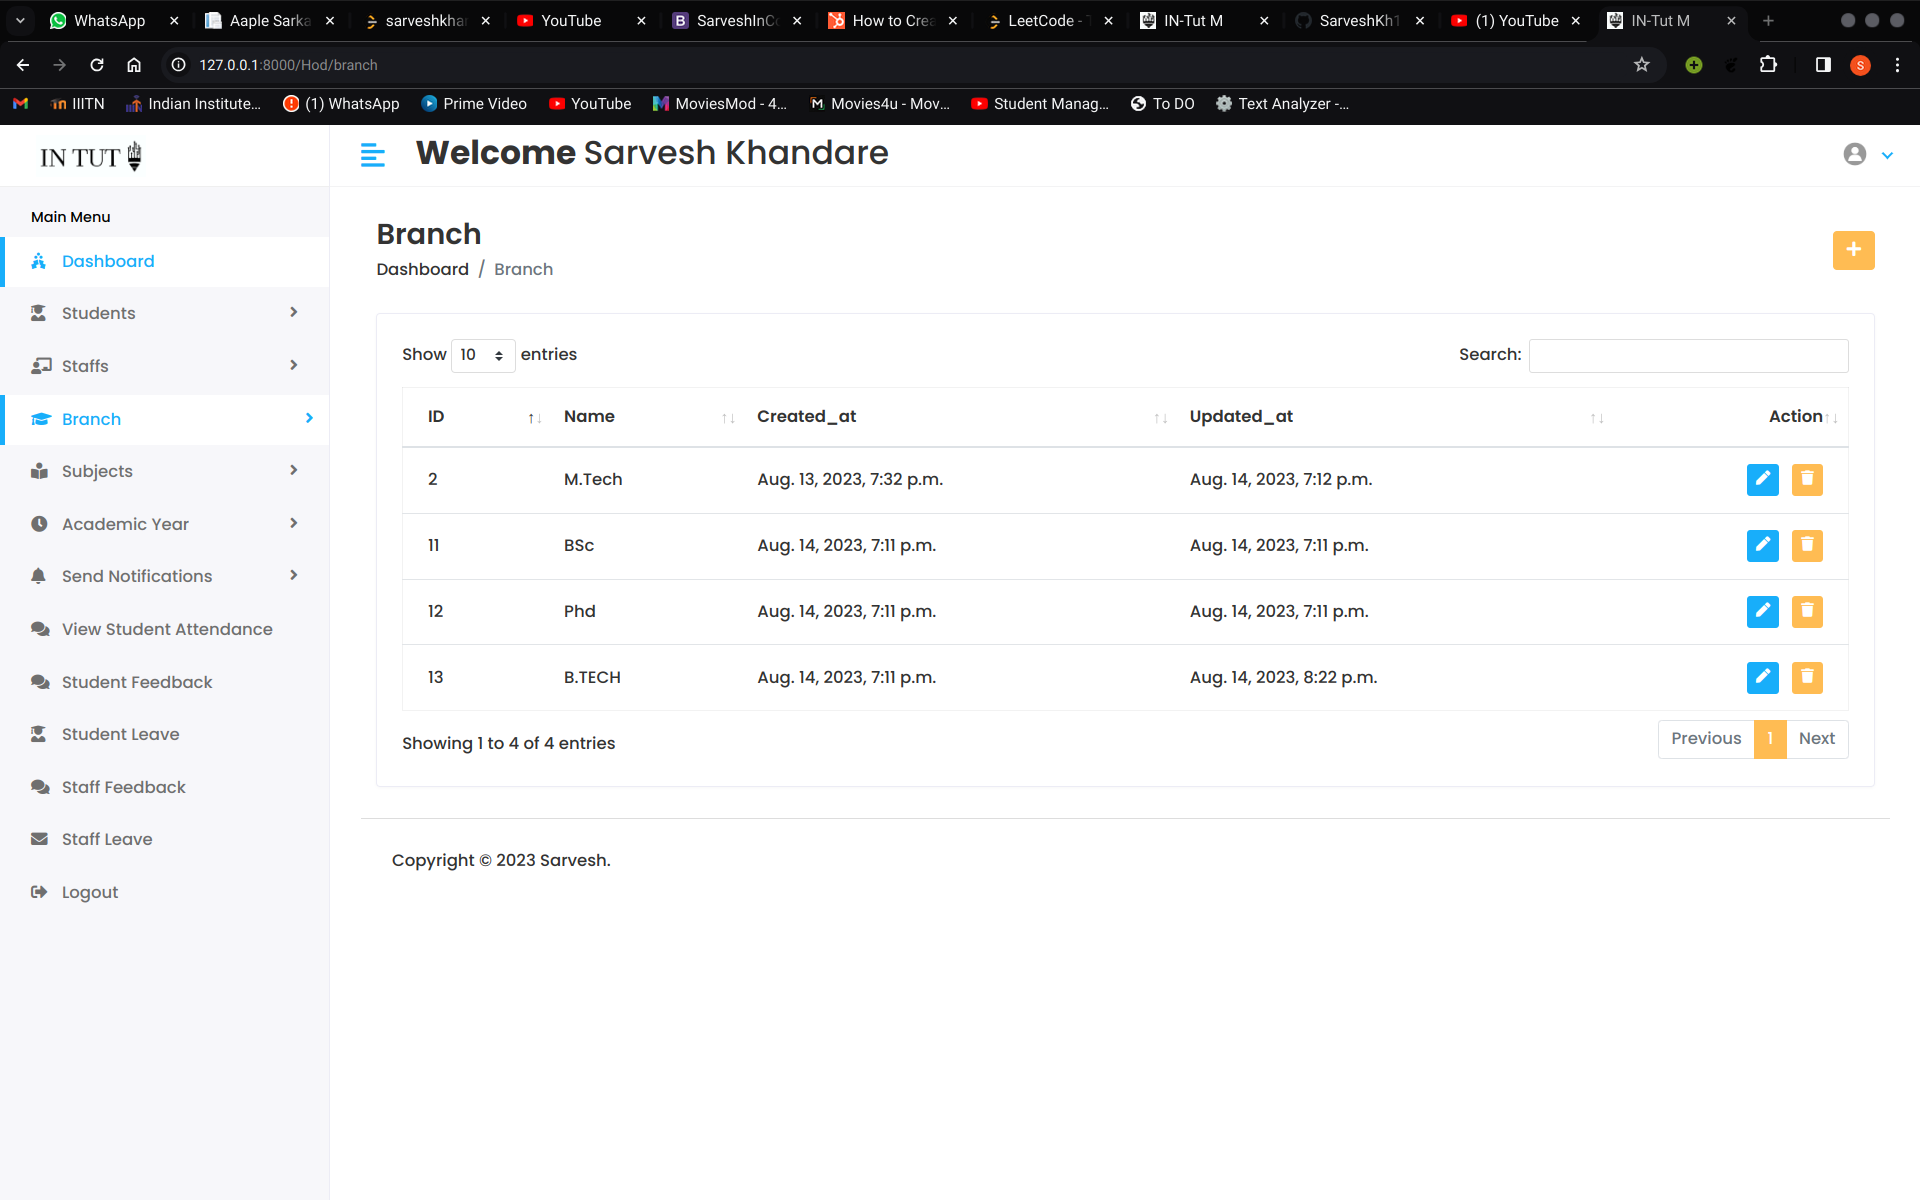 WhatsApp
Aaple Sarka
sarveshkhar
YouTube
SarveshInCo
How to Crea
LeetCode - T
IN-Tut M
SarveshKh1
(1) YouTube
IN-Tut M
127.0.0.1:8000/Hod/branch
S
IIITN
Indian Institute...
(1) WhatsApp
Prime Video
YouTube
MoviesMod - 4...
Movies4u - Mov...
Student Manag...
To DO
Text Analyzer -...
IN TUT
Welcome Sarvesh Khandare
Main Menu
Dashboard
Students
Staffs
Branch
Subjects
Academic Year
Send Notifications
View Student Attendance
Student Feedback
Student Leave
Staff Feedback
Staff Leave
Logout
Branch
Dashboard / Branch
Show 10 entries
Search:
ID Name Created_at Updated_at Action
2 M.Tech Aug. 13, 2023, 7:32 p.m. Aug. 14, 2023, 7:12 p.m.
11 BSc Aug. 14, 2023, 7:11 p.m. Aug. 14, 2023, 7:11 p.m.
12 Phd Aug. 14, 2023, 7:11 p.m. Aug. 14, 2023, 7:11 p.m.
13 B.TECH Aug. 14, 2023, 7:11 p.m. Aug. 14, 2023, 8:22 p.m.
Showing 1 to 4 of 4 entries
Previous 1 Next
Copyright © 2023 Sarvesh.